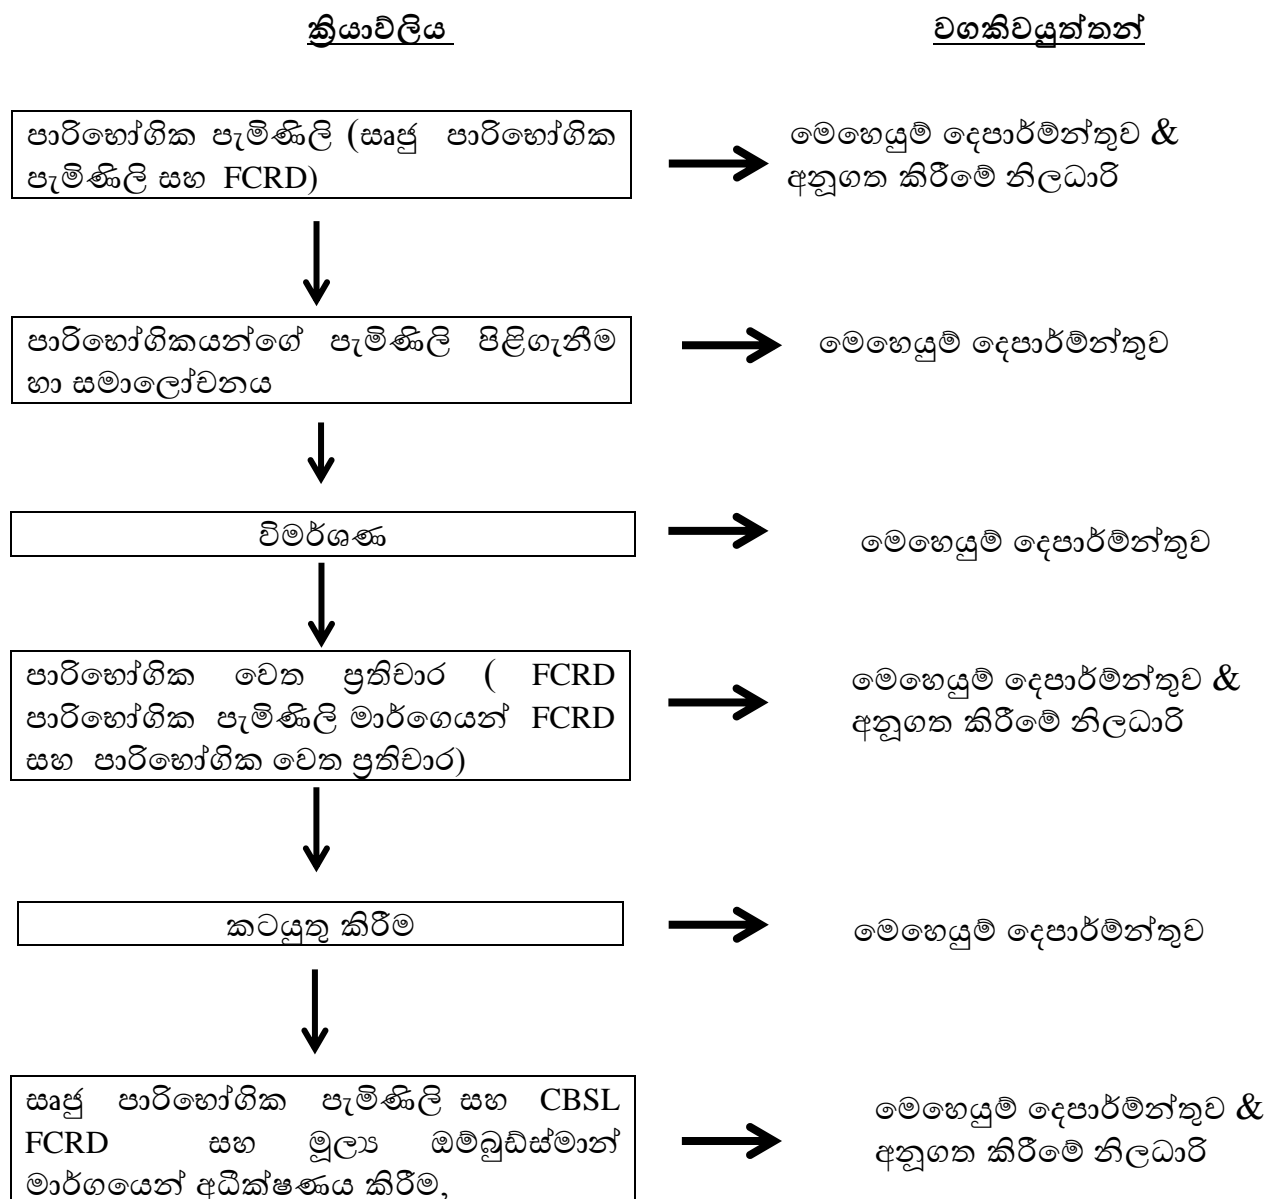 ක්‍රියාව්ලිය
වගකිවයුත්තන්
පාරිභෝගික පැමිණිලි (සෘජු පාරිභෝගික
පැමිණිලි සහ FCRD)
මෙහෙයුම් දෙපාර්ම්න්තුව &
අනූගත කිරීමේ නිලධාරි
පාරිභෝගිකයන්ගේ පැමිණිලි පිළිගැනීම
හා සමාලෝචනය
මෙහෙයුම් දෙපාර්ම්න්තුව
විමර්ශණ
මෙහෙයුම් දෙපාර්ම්න්තුව
පාරිභෝගික වෙත ප්‍රතිචාර ( FCRD
පාරිභෝගික පැමිණිලි මාර්ගෙයන් FCRD
සහ පාරිභෝගික වෙත ප්‍රතිචාර)
මෙහෙයුම් දෙපාර්ම්න්තුව &
අනූගත කිරීමේ නිලධාරි
කටයුතු කිරීම
මෙහෙයුම් දෙපාර්ම්න්තුව
සෘජු පාරිභෝගික පැමිණිලි සහ CBSL
FCRD සහ මූල්‍ය ඔම්බුඩ්ස්මාන්
මාර්ගයෙන් අධීක්ෂණය කිරීම,
මෙහෙයුම් දෙපාර්ම්න්තුව &
අනූගත කිරීමේ නිලධාරි